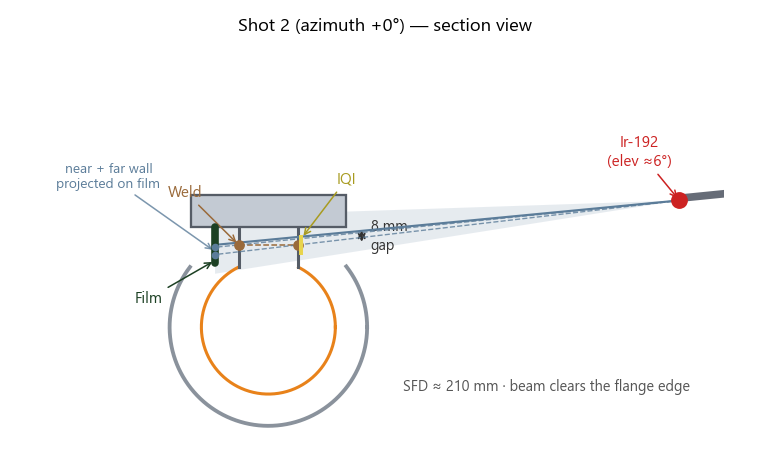 Shot 2 (azimuth +0°) — section view
Ir-192
(elev ≈6°)
near + far wall
projected on film
Weld
IQI
8 mm
gap
Film
SFD ≈ 210 mm · beam clears the flange edge